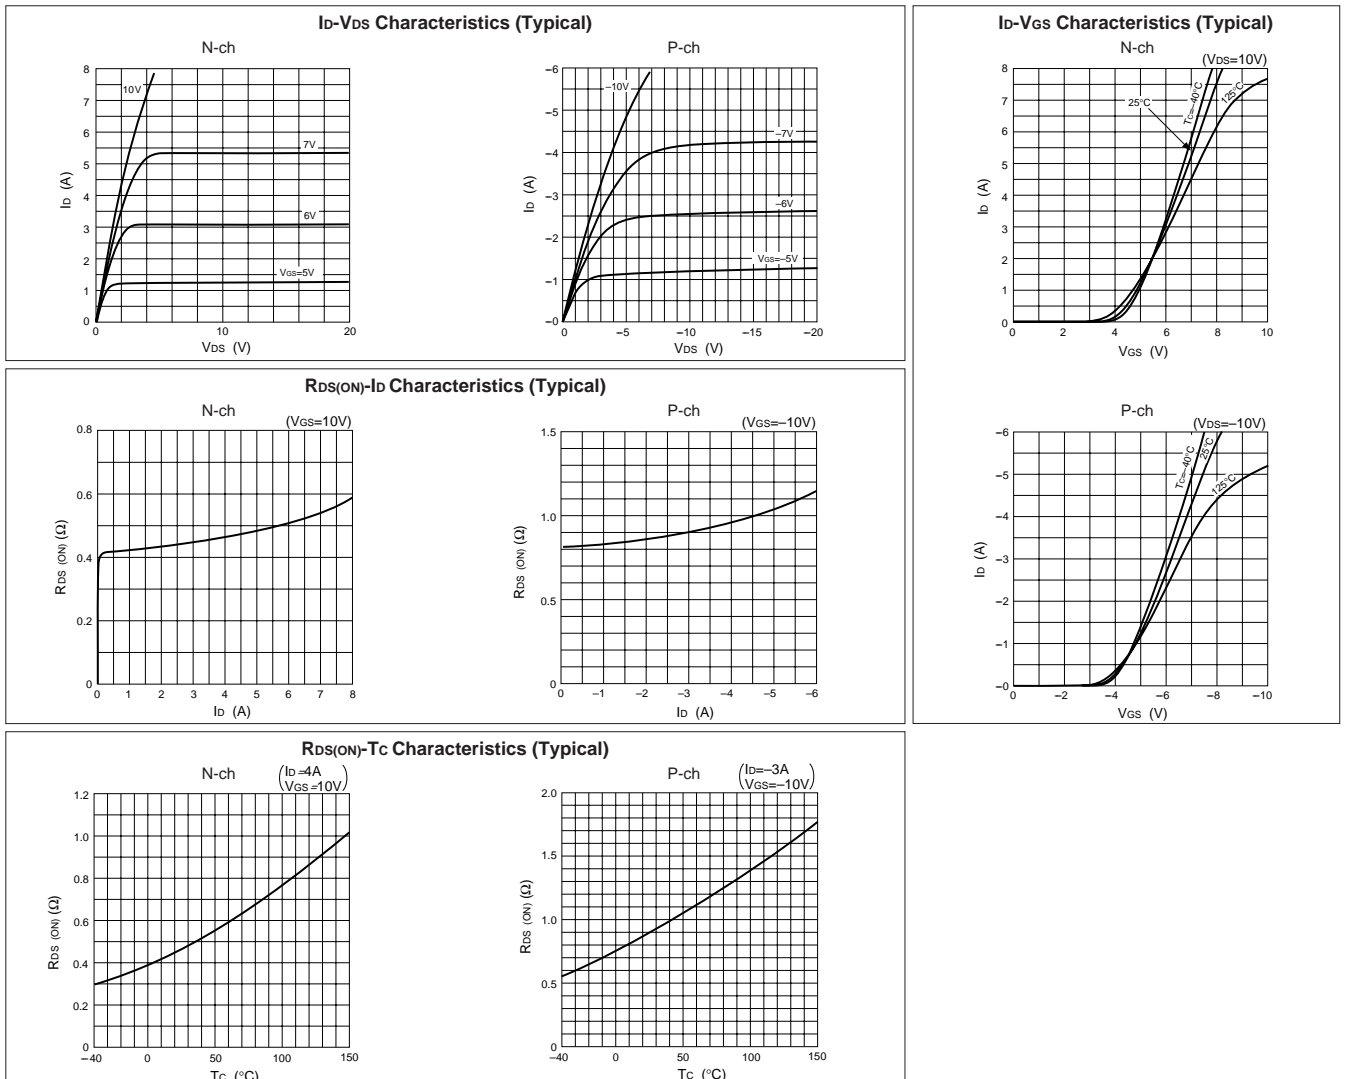 ID-VDS Characteristics (Typical)
N-ch
8
7
6
5
4
3
2
1
0
ID (A)
10V
7V
6V
VGS=5V
0
10
20
VDS (V)
P-ch
–6
–5
–4
–3
–2
–1
–0
ID (A)
–10V
–7V
–6V
VGS=–5V
0
-5
–10
–15
–20
VDS (V)
ID-VGS Characteristics (Typical)
N-ch
(VDS=10V)
8
7
6
5
4
3
2
1
0
ID (A)
25°C
TC=–40°C
125°C
0
2
4
6
8
10
VGS (V)
P-ch
(VDS=–10V)
–6
–5
–4
–3
–2
–1
–0
ID (A)
TC=–40°C
25°C
125°C
0
–2
–4
–6
–8
–10
VGS (V)
RDS(ON)-ID Characteristics (Typical)
N-ch
(VGS=10V)
0.8
0.6
0.4
0.2
0
RDS (ON) (Ω)
0
1
2
3
4
5
6
7
8
ID (A)
P-ch
(VGS=–10V)
1.5
1.0
0.5
0
RDS (ON) (Ω)
0
–1
–2
–3
–4
–5
–6
ID (A)
RDS(ON)-TC Characteristics (Typical)
N-ch
(ID=4A
VGS=10V)
1.2
1.0
0.8
0.6
0.4
0.2
0
RDS (ON) (Ω)
–40
0
50
100
150
TC (°C)
P-ch
(ID=–3A
VGS=–10V)
2.0
1.5
1.0
0.5
0
RDS (ON) (Ω)
–40
0
50
100
150
TC (°C)